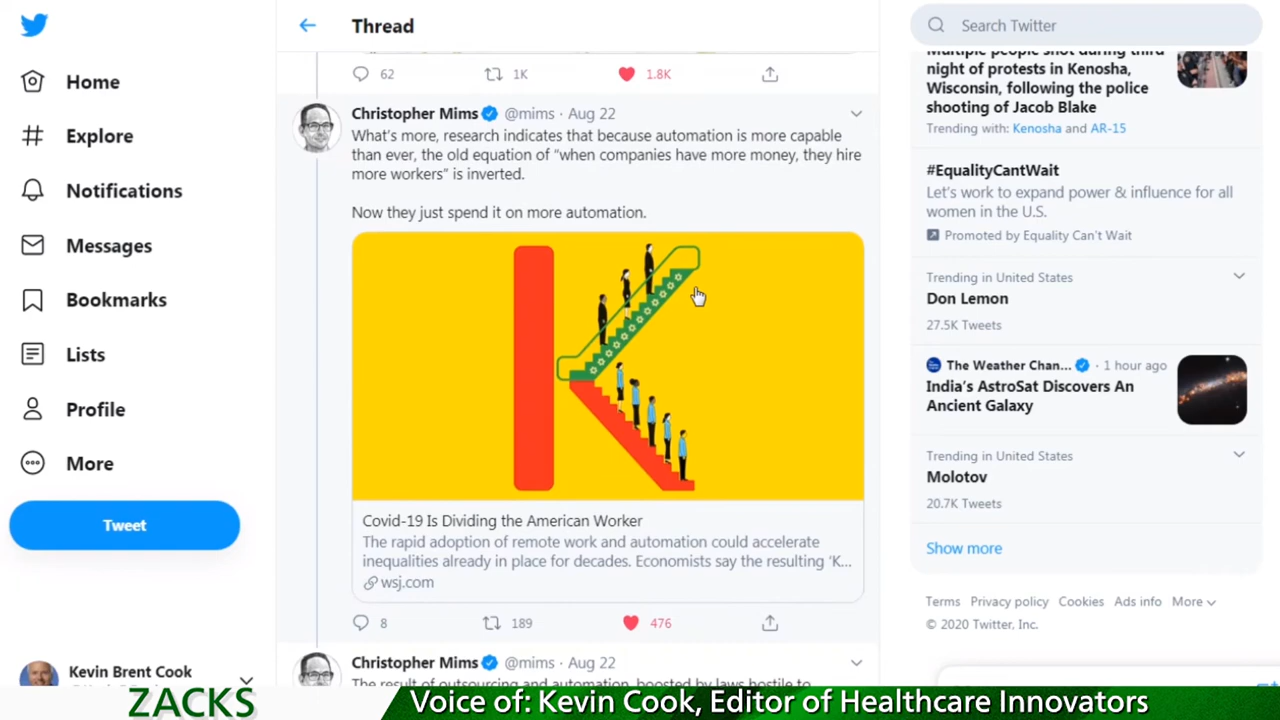 Home
Explore
Notifications
Messages
Bookmarks
Lists
Profile
More
Tweet
Kevin Brent Cook
Thread
62 1K 1.8K
Christopher Mims @mims · Aug 22
What's more, research indicates that because automation is more capable
than ever, the old equation of "when companies have more money, they hire
more workers" is inverted.
Now they just spend it on more automation.
K
Covid-19 Is Dividing the American Worker
The rapid adoption of remote work and automation could accelerate
inequalities already in place for decades. Economists say the resulting 'K...
wsj.com
8 189 476
Christopher Mims @mims · Aug 22
The result of outsourcing and automation, boosted by laws hostile to
Search Twitter
Multiple people shot during third
night of protests in Kenosha,
Wisconsin, following the police
shooting of Jacob Blake
Trending with: Kenosha and AR-15
#EqualityCantWait
Let's work to expand power & influence for all
women in the U.S.
Promoted by Equality Can't Wait
Trending in United States
Don Lemon
27.5K Tweets
The Weather Chan... · 1 hour ago
India's AstroSat Discovers An
Ancient Galaxy
Trending in United States
Molotov
20.7K Tweets
Show more
Terms Privacy policy Cookies Ads info More
© 2020 Twitter, Inc.
ZACKS
Voice of: Kevin Cook, Editor of Healthcare Innovators